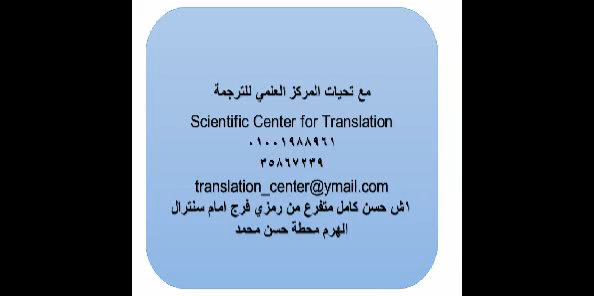 مع تحيات المركز العلمي للترجمة
Scientific Center for Translation
٠١٠٠١٩٨٨٩٦١
٣٥٨٦٧٢٣٩
translation_center@ymail.com
١ش حسن كامل متفرع من رمزي فرج امام سنترال
الهرم محطة حسن محمد